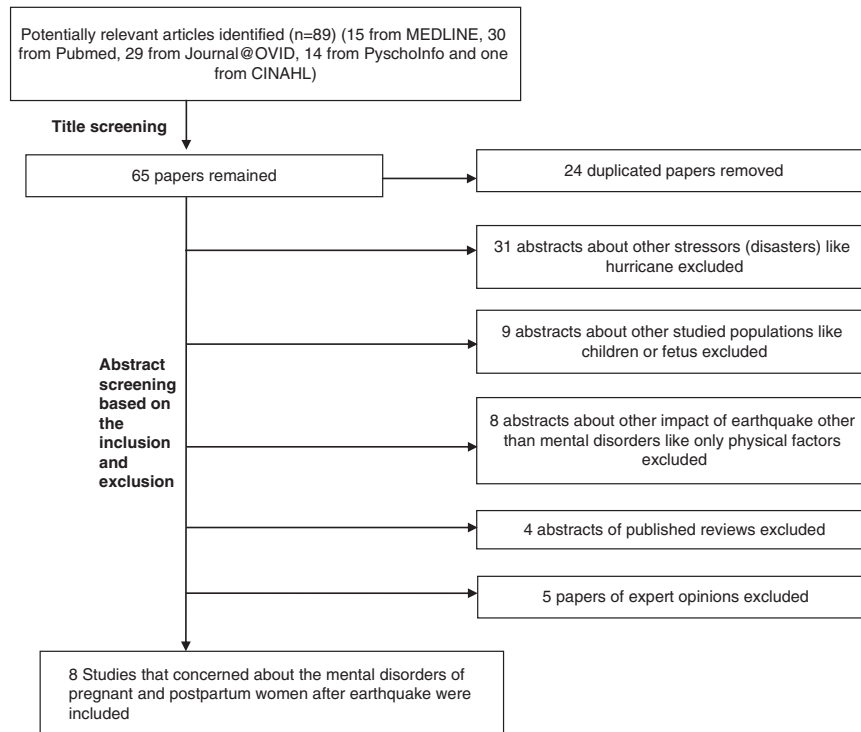 Potentially relevant articles identified (n=89) (15 from MEDLINE, 30
from Pubmed, 29 from Journal@OVID, 14 from PyschoInfo and one
from CINAHL)
Title screening
65 papers remained
24 duplicated papers removed
31 abstracts about other stressors (disasters) like
hurricane excluded
9 abstracts about other studied populations like
children or fetus excluded
Abstract
screening
based on
the
inclusion
and
exclusion
8 abstracts about other impact of earthquake other
than mental disorders like only physical factors
excluded
4 abstracts of published reviews excluded
5 papers of expert opinions excluded
8 Studies that concerned about the mental disorders of
pregnant and postpartum women after earthquake were
included